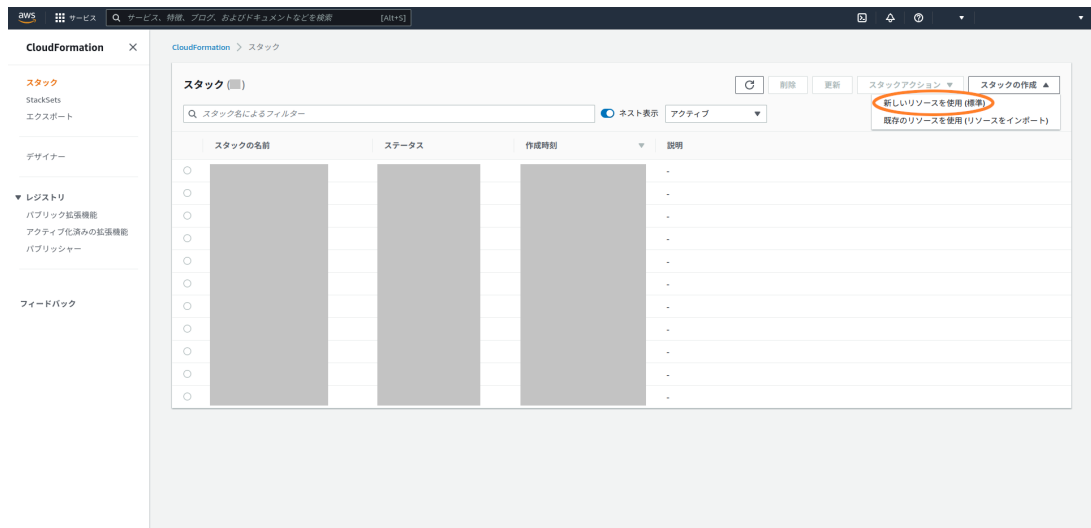 aws サービス サービス、特徴、ブログ、およびドキュメントなどを検索 [Alt+S]
CloudFormation ×
スタック
StackSets
エクスポート
デザイナー
▼ レジストリ
パブリック拡張機能
アクティブ化済みの拡張機能
パブリッシャー
フィードバック
CloudFormation > スタック
スタック ( )
削除 更新 スタックアクション ▼ スタックの作成 ▲
新しいリソースを使用 (標準)
既存のリソースを使用 (リソースをインポート)
スタック名によるフィルター ネスト表示 アクティブ ▼
スタックの名前 ステータス 作成時刻 ▼ 説明
-
-
-
-
-
-
-
-
-
-
-